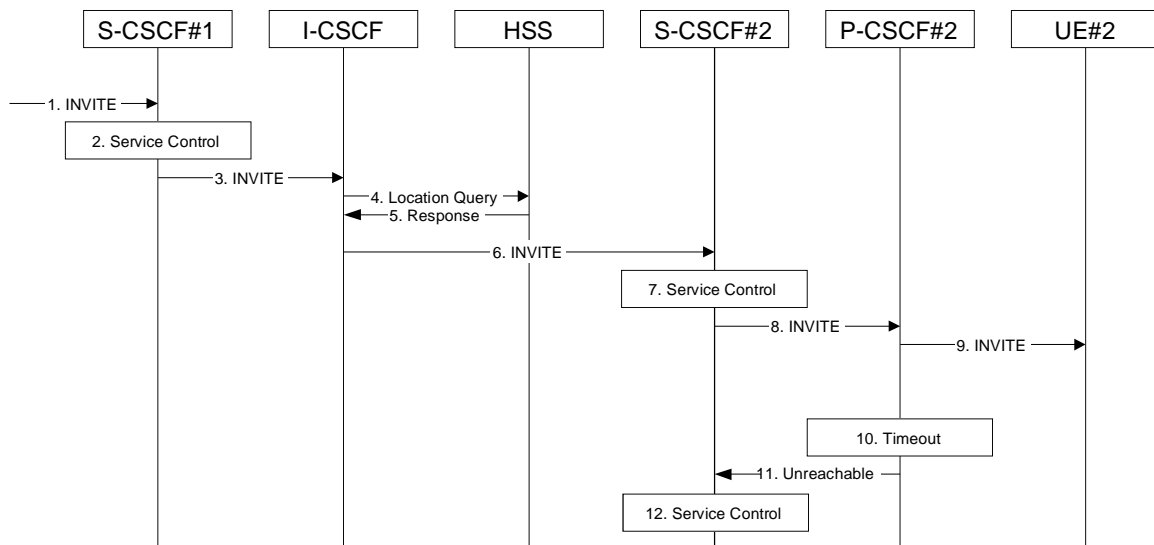 S-CSCF#1
I-CSCF
HSS
S-CSCF#2
P-CSCF#2
UE#2
1. INVITE
2. Service Control
3. INVITE
4. Location Query
5. Response
6. INVITE
7. Service Control
8. INVITE
9. INVITE
10. Timeout
11. Unreachable
12. Service Control